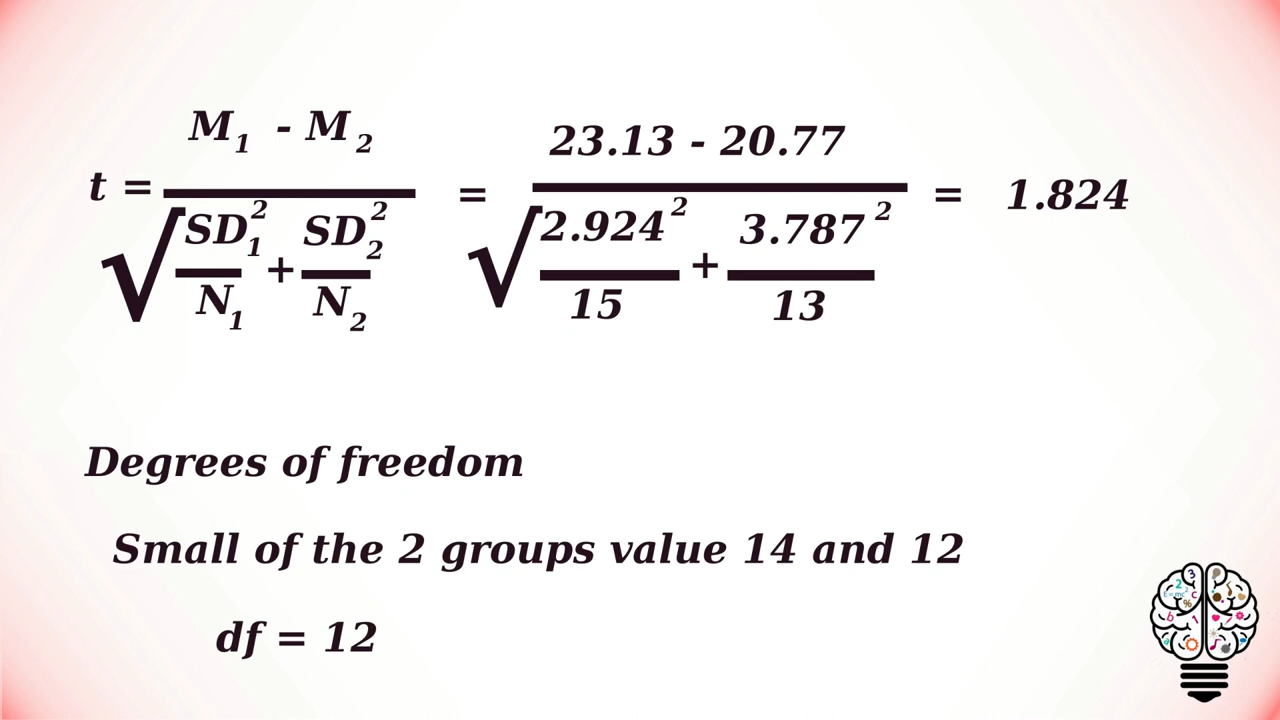 t = M₁ - M₂ / √ SD₁² / N₁ + SD₂² / N₂ = 23.13 - 20.77 / √ 2.924² / 15 + 3.787² / 13 = 1.824
Degrees of freedom
Small of the 2 groups value 14 and 12
df = 12